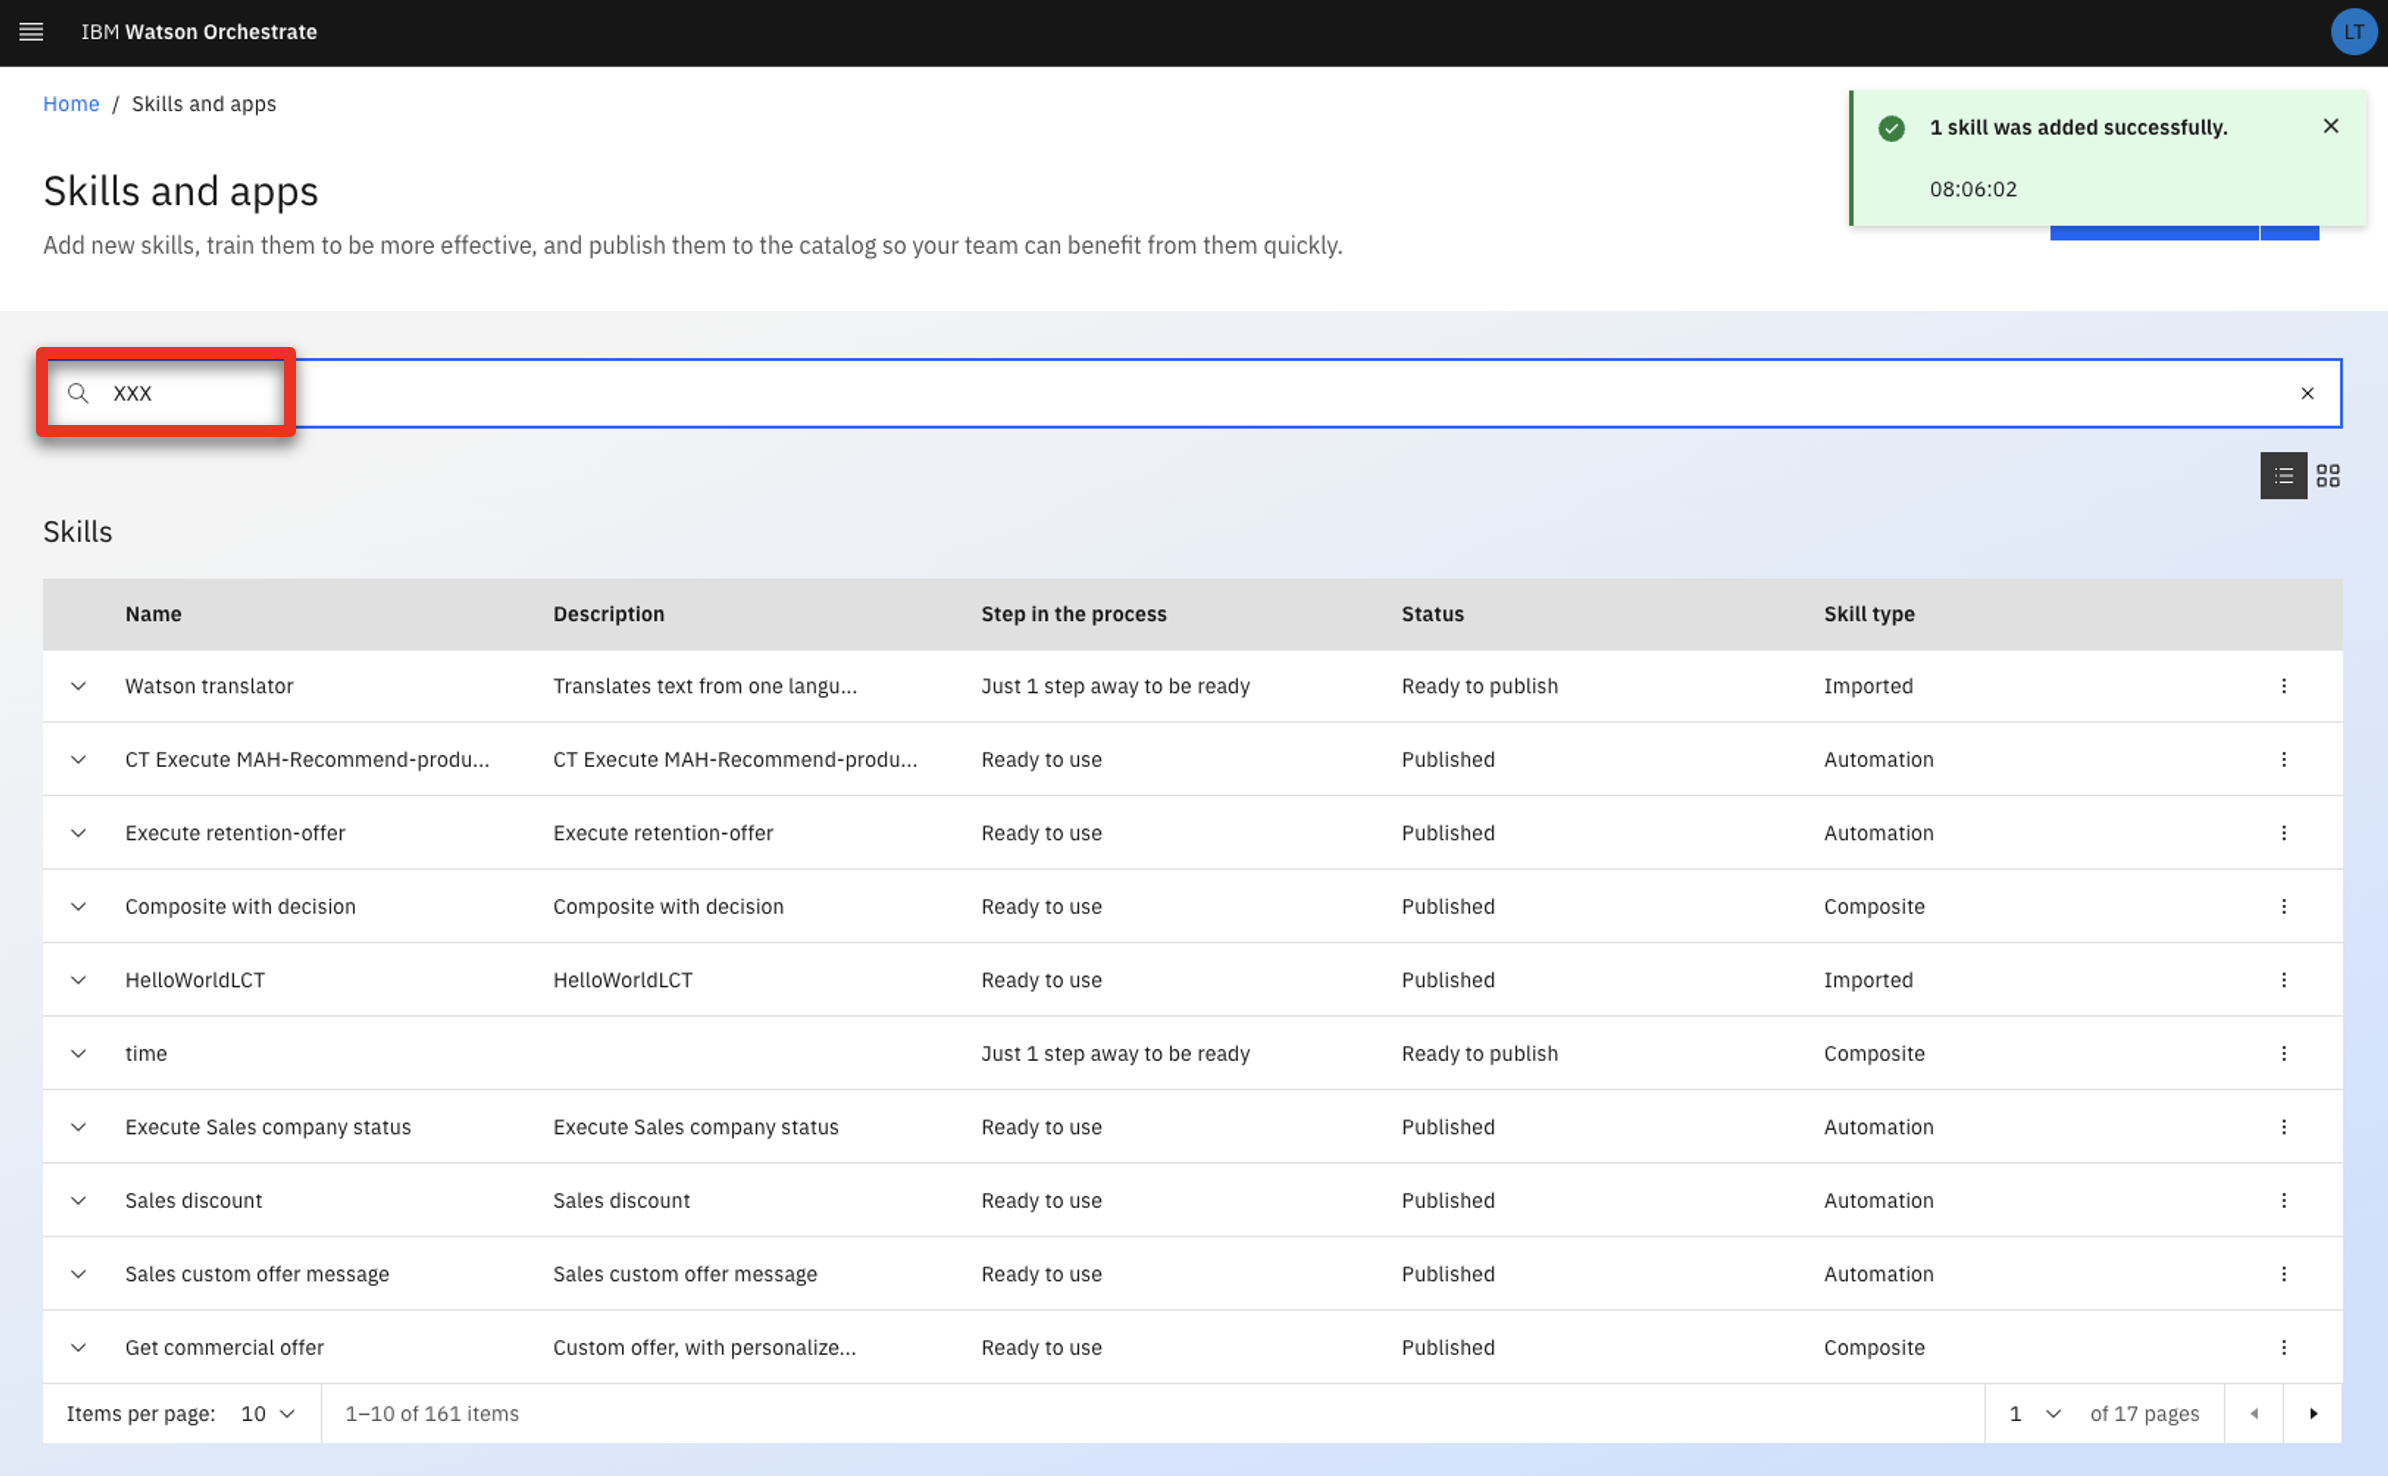 IBM Watson Orchestrate
LT
Home / Skills and apps
1 skill was added successfully.
08:06:02
Skills and apps
Add new skills, train them to be more effective, and publish them to the catalog so your team can benefit from them quickly.
XXX
Skills
Name Description Step in the process Status Skill type
Watson translator Translates text from one langu... Just 1 step away to be ready Ready to publish Imported
CT Execute MAH-Recommend-produ... CT Execute MAH-Recommend-produ... Ready to use Published Automation
Execute retention-offer Execute retention-offer Ready to use Published Automation
Composite with decision Composite with decision Ready to use Published Composite
HelloWorldLCT HelloWorldLCT Ready to use Published Imported
time Just 1 step away to be ready Ready to publish Composite
Execute Sales company status Execute Sales company status Ready to use Published Automation
Sales discount Sales discount Ready to use Published Automation
Sales custom offer message Sales custom offer message Ready to use Published Automation
Get commercial offer Custom offer, with personalize... Ready to use Published Composite
Items per page: 10 1–10 of 161 items 1 of 17 pages